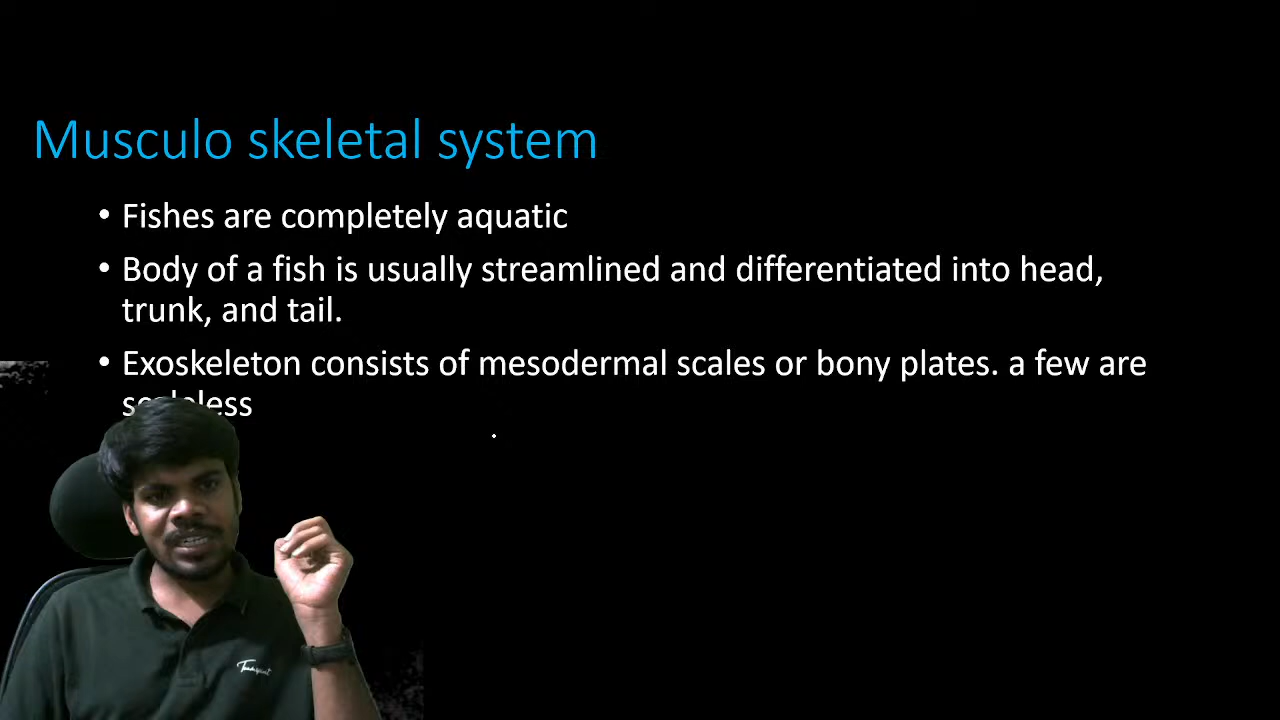 Musculo skeletal system
• Fishes are completely aquatic
• Body of a fish is usually streamlined and differentiated into head,
trunk, and tail.
• Exoskeleton consists of mesodermal scales or bony plates. a few are
scaleless